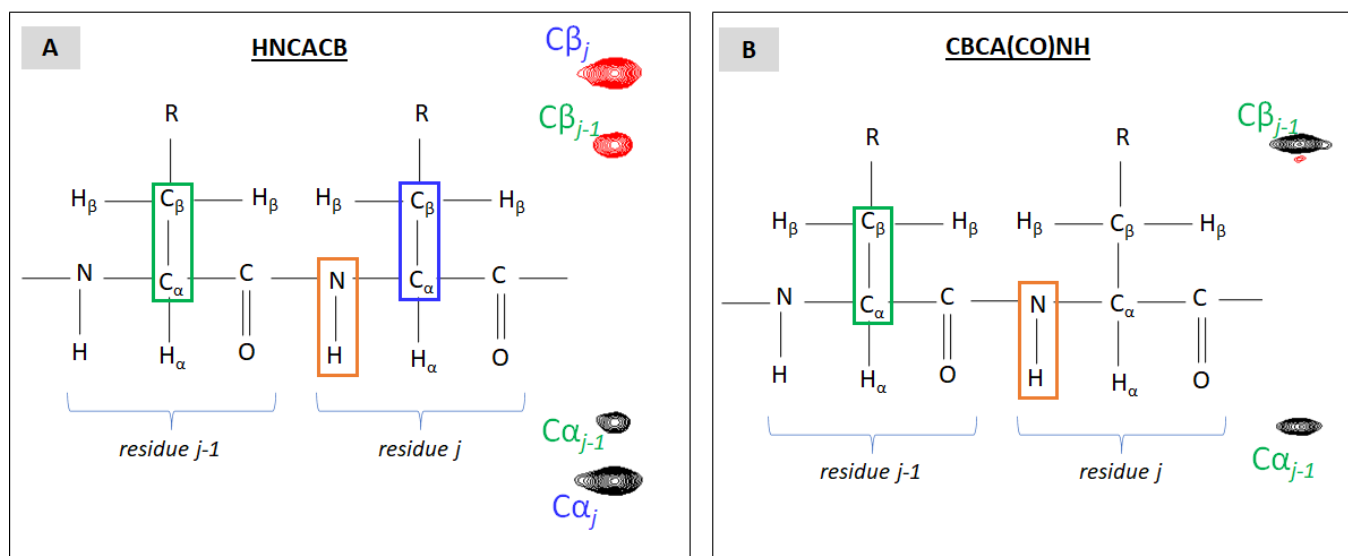 A
HNCACB
Cβj
Cβj-1
R
R
Hβ Cβ Hβ Hβ Cβ Hβ
N Cα C N Cα C
H Hα O H Hα O
residue j-1 residue j
Cαj-1
Cαj
B
CBCA(CO)NH
Cβj-1
R
R
Hβ Cβ Hβ Hβ Cβ Hβ
N Cα C N Cα C
H Hα O H Hα O
residue j-1 residue j
Cαj-1